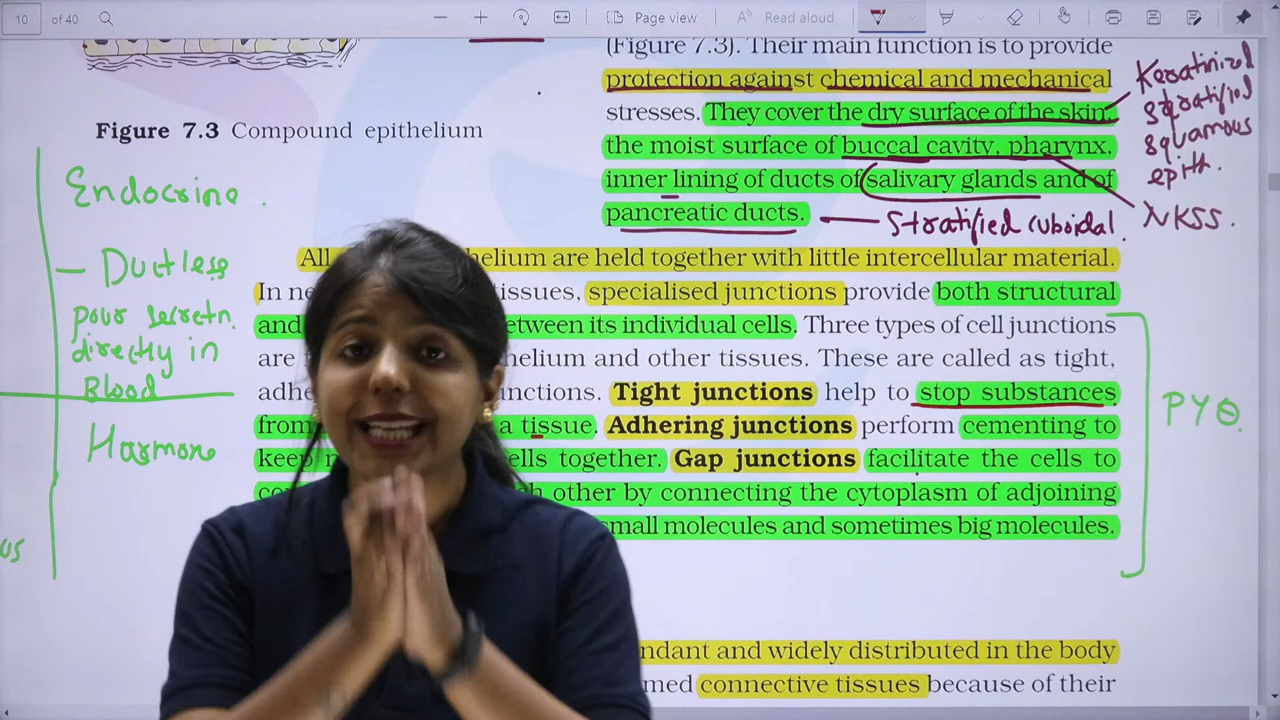 10 of 40
Page view
Read aloud
(Figure 7.3). Their main function is to provide
protection against chemical and mechanical
stresses. They cover the dry surface of the skin,
the moist surface of buccal cavity, pharynx,
inner lining of ducts of salivary glands and of
pancreatic ducts.
Keratinized
stratified
squamous
epith.
NKSS.
Stratified cuboidal.
Figure 7.3 Compound epithelium
Endocrine.
— Ductless
pour secretn.
directly in
Blood
Harmone
us
All helium are held together with little intercellular material.
In ne tissues, specialised junctions provide both structural
and etween its individual cells. Three types of cell junctions
are helium and other tissues. These are called as tight,
adhe nctions. Tight junctions help to stop substances
from a tissue. Adhering junctions perform cementing to
keep ells together. Gap junctions facilitate the cells to
h other by connecting the cytoplasm of adjoining
small molecules and sometimes big molecules.
PYQ.
ndant and widely distributed in the body
med connective tissues because of their